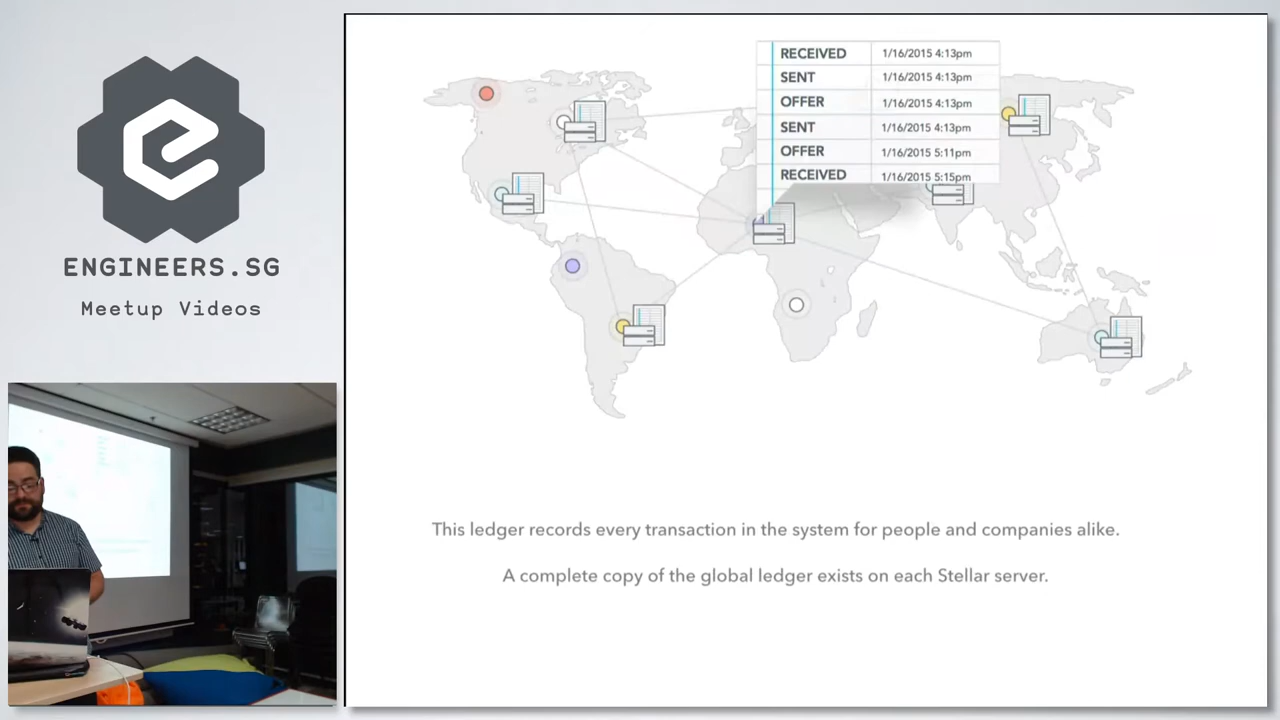 ENGINEERS.SG
Meetup Videos
RECEIVED 1/16/2015 4:13pm
SENT 1/16/2015 4:13pm
OFFER 1/16/2015 4:13pm
SENT 1/16/2015 4:13pm
OFFER 1/16/2015 5:11pm
RECEIVED 1/16/2015 5:15pm
This ledger records every transaction in the system for people and companies alike.
A complete copy of the global ledger exists on each Stellar server.